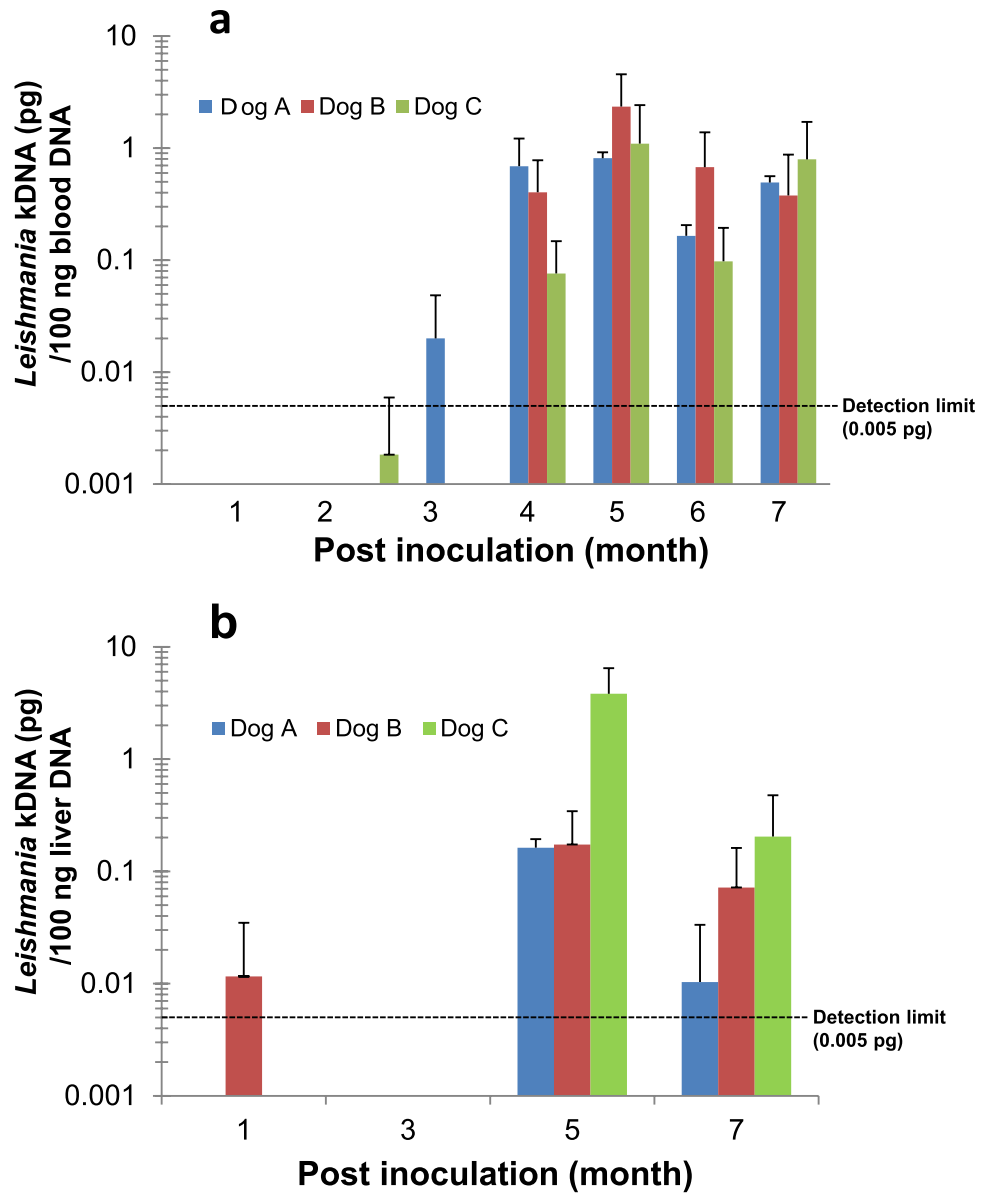 a
10
1
0.1
0.01
0.001
Leishmania kDNA (pg)
/100 ng blood DNA
Dog A Dog B Dog C
Detection limit
(0.005 pg)
1 2 3 4 5 6 7
Post inoculation (month)
b
10
1
0.1
0.01
0.001
Leishmania kDNA (pg)
/100 ng liver DNA
Dog A Dog B Dog C
Detection limit
(0.005 pg)
1 3 5 7
Post inoculation (month)